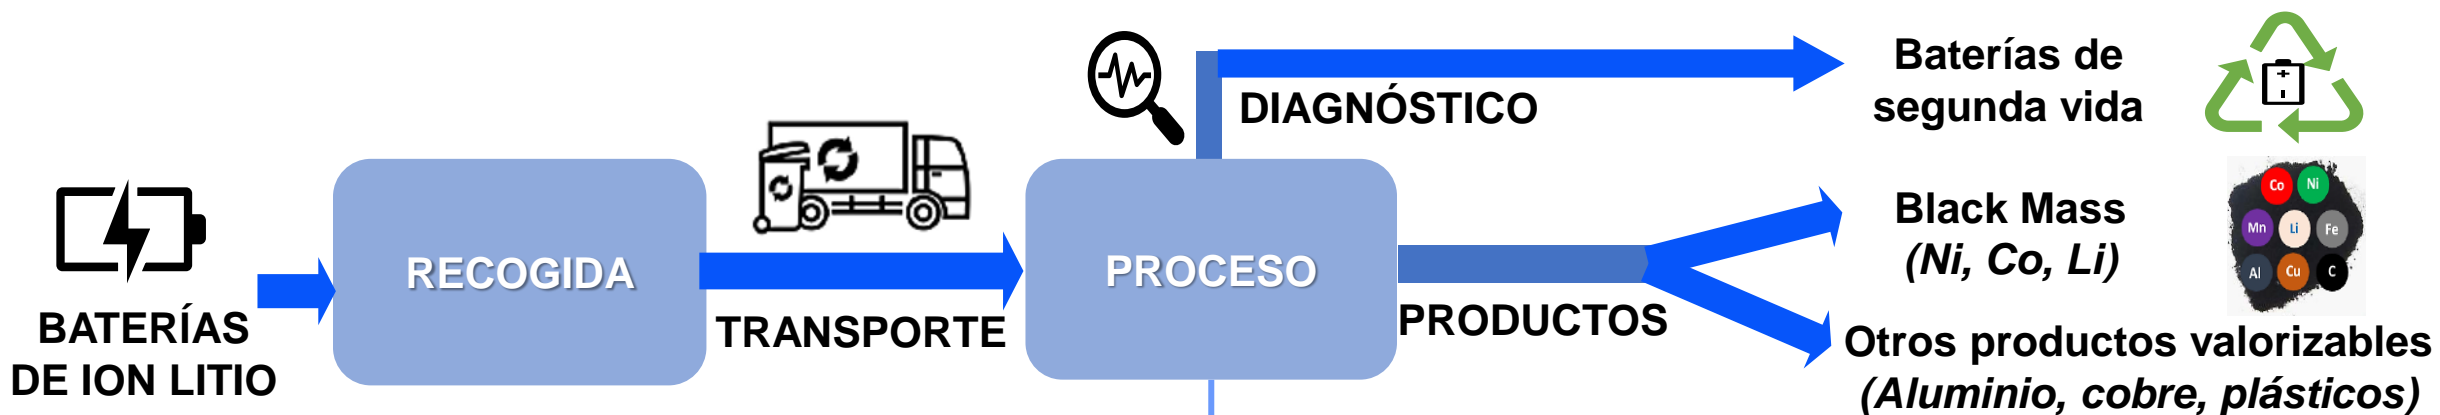 BATERÍAS
DE ION LITIO
RECOGIDA
TRANSPORTE
PROCESO
DIAGNÓSTICO
PRODUCTOS
Baterías de
segunda vida
+
-
Black Mass
(Ni, Co, Li)
Co Ni
Mn Li Fe
Al Cu C
Otros productos valorizables
(Aluminio, cobre, plásticos)